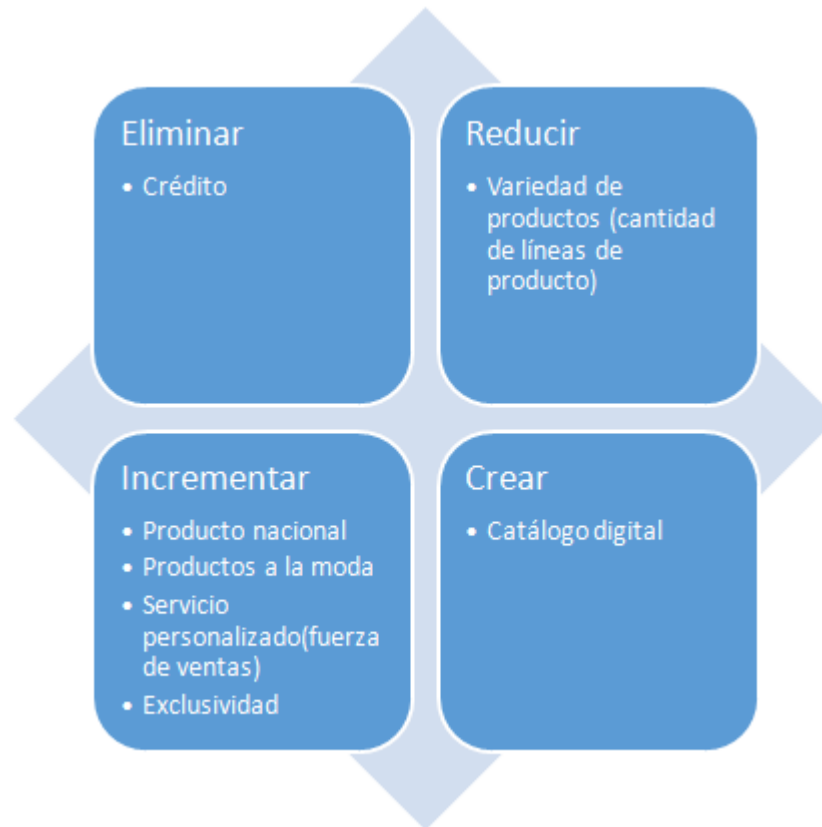 Eliminar
• Crédito
Reducir
• Variedad de
productos (cantidad
de líneas de
producto)
Incrementar
• Producto nacional
• Productos a la moda
• Servicio
personalizado(fuerza
de ventas)
• Exclusividad
Crear
• Catálogo digital